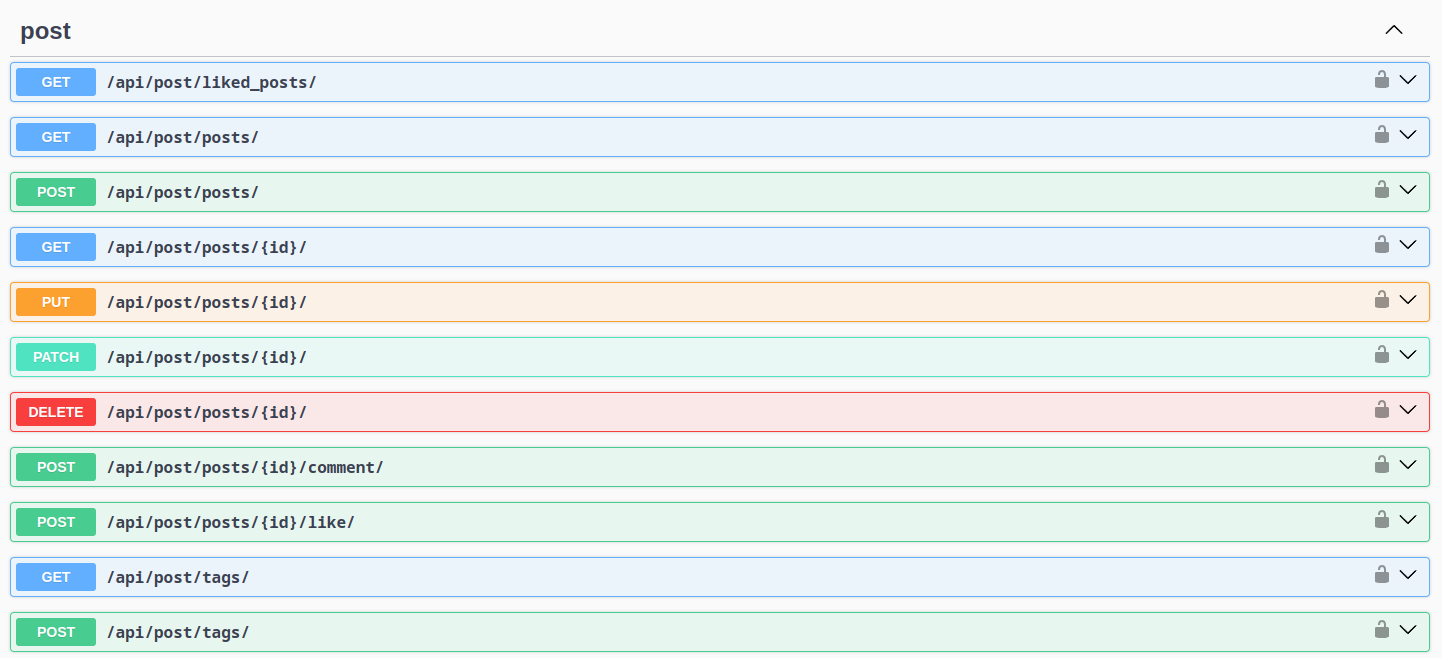 post
GET /api/post/liked_posts/
GET /api/post/posts/
POST /api/post/posts/
GET /api/post/posts/{id}/
PUT /api/post/posts/{id}/
PATCH /api/post/posts/{id}/
DELETE /api/post/posts/{id}/
POST /api/post/posts/{id}/comment/
POST /api/post/posts/{id}/like/
GET /api/post/tags/
POST /api/post/tags/